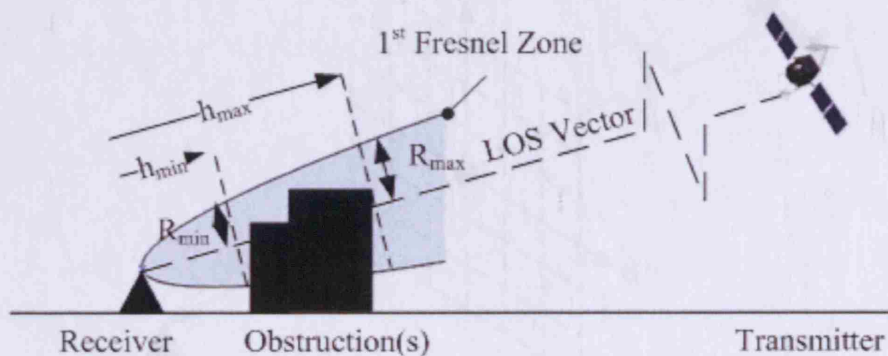 1st Fresnel Zone
hmax
hmin
Rmax
LOS Vector
Rmin
Receiver
Obstruction(s)
Transmitter